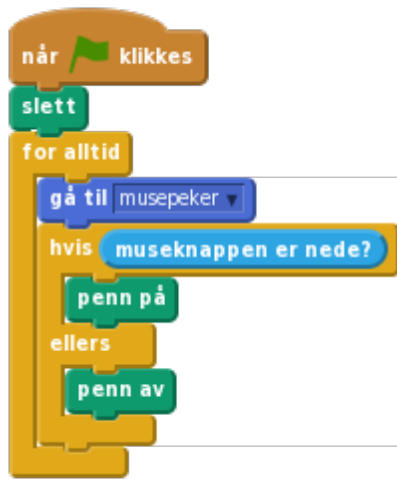 når klikkes
slett
for alltid
gå til musepeker
hvis museknappen er nede?
penn på
ellers
penn av